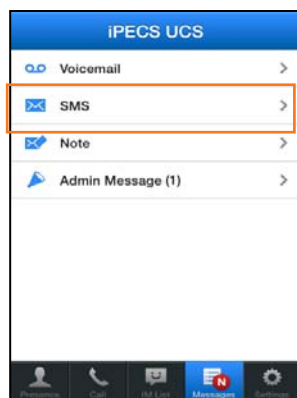 iPECS UCS
Voicemail
SMS
Note
Admin Message (1)
N
Presence Call IM List Messages Settings